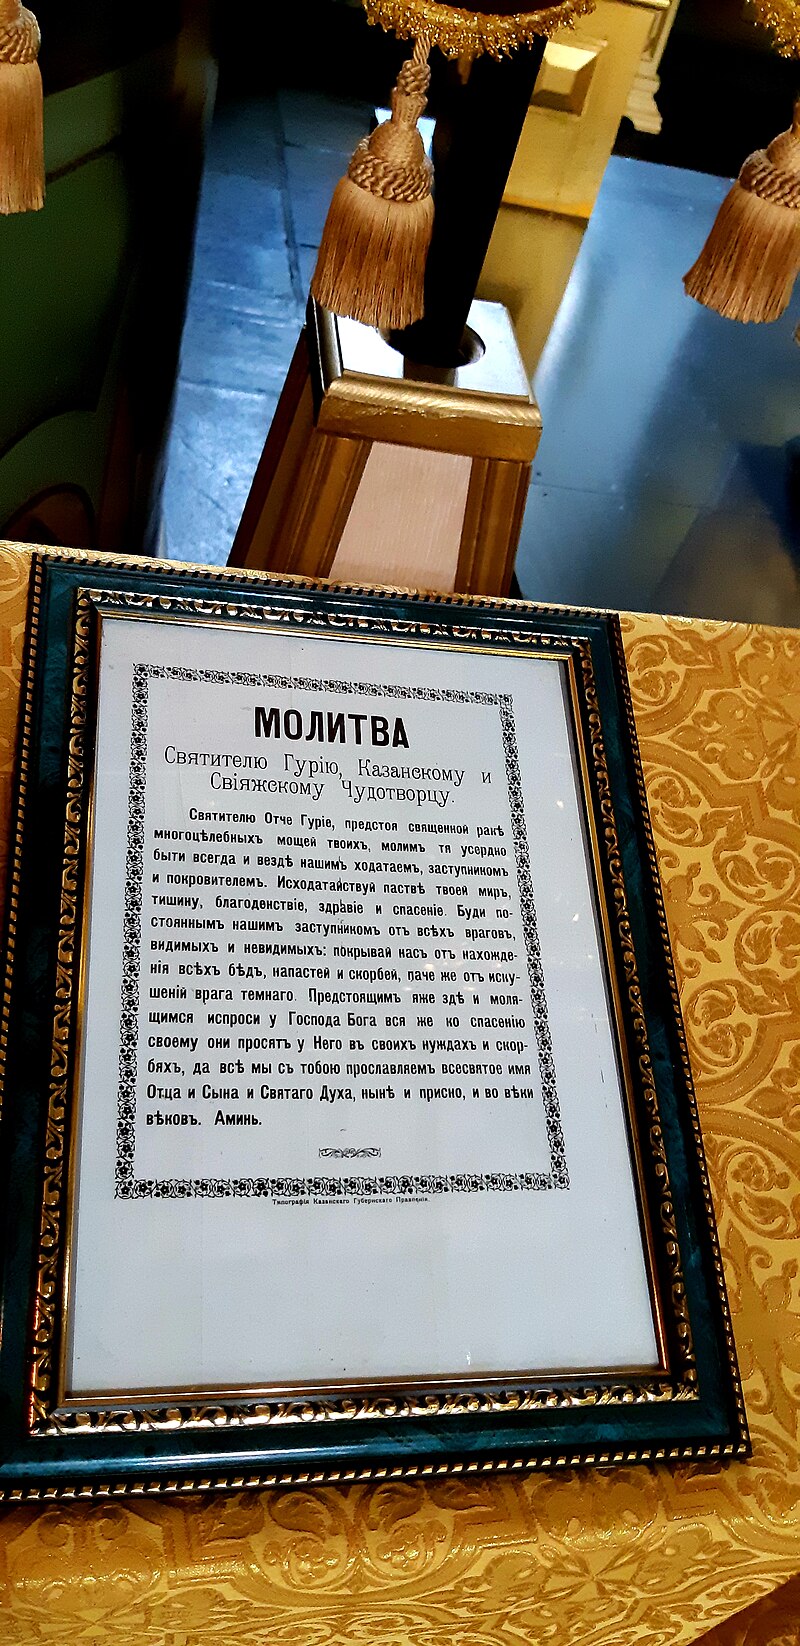 МОЛИТВА
Святителю Гурію, Казанскому и
Свіяжскому Чудотворцу.
Святителю Отче Гуріе, предстоя священной ракѣ
многоцѣлебныхъ мощей твоихъ, молимъ тя усердно
быти всегда и вездѣ нашимъ ходатаемъ, заступникомъ
и покровителемъ. Исходатайствуй паствѣ твоей миръ,
тишину, благоденствіе, здравіе и спасеніе. Буди по-
стояннымъ нашимъ заступникомъ отъ всѣхъ враговъ,
видимыхъ и невидимыхъ: покрывай насъ отъ нахожде-
нія всѣхъ бѣдъ, напастей и скорбей, паче же отъ иску-
шеній врага темнаго. Предстоящимъ яже здѣ и моля-
щимся испроси у Господа Бога вся же ко спасенію
своему они просятъ у Него въ своихъ нуждахъ и скор-
бяхъ, да всѣ мы съ тобою прославляемъ всесвятое имя
Отца и Сына и Святаго Духа, нынѣ и присно, и во вѣки
вѣковъ. Аминь.
Типографія Казанскаго Губернскаго Правленія.